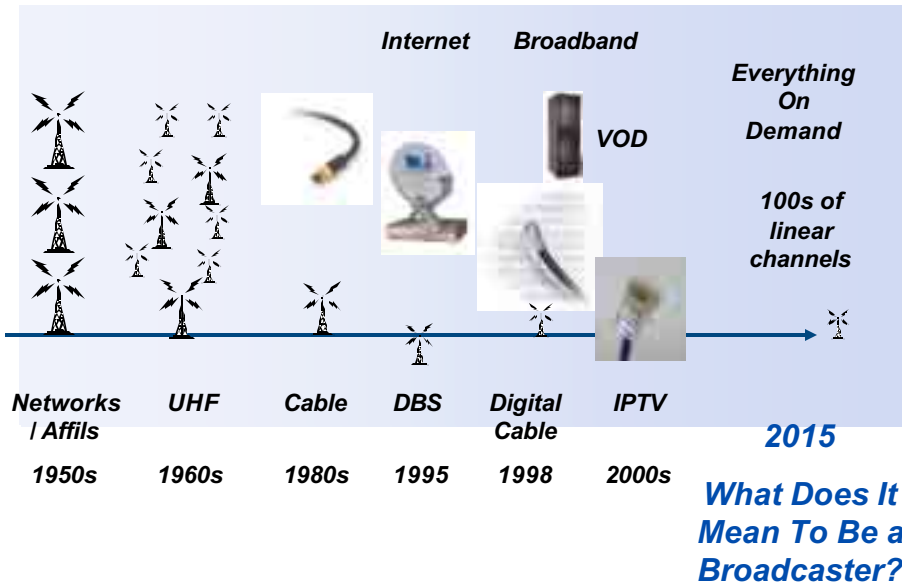 Internet
Broadband
Everything
On
Demand
VOD
100s of
linear
channels
Networks
/ Affils
UHF
Cable
DBS
Digital
Cable
IPTV
1950s
1960s
1980s
1995
1998
2000s
2015
What Does It
Mean To Be a
Broadcaster?